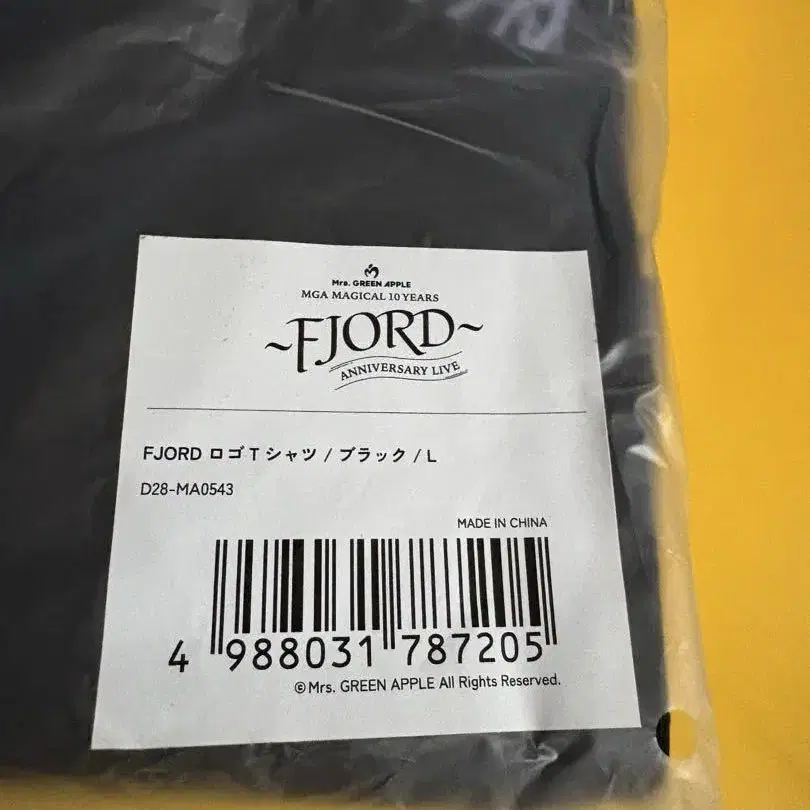 Mrs. GREEN APPLE
MGA MAGICAL 10 YEARS
~FJORD~
ANNIVERSARY LIVE
FJORD ロゴTシャツ / ブラック / L
D28-MA0543
MADE IN CHINA
4 988031 787205
©Mrs. GREEN APPLE All Rights Reserved.